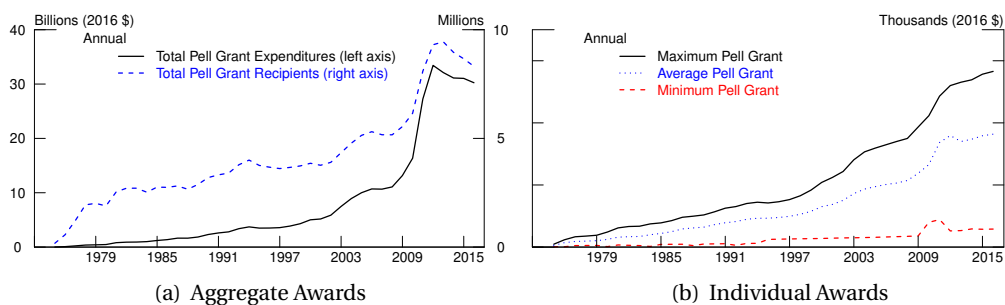 Billions (2016 $) Millions
Annual
Total Pell Grant Expenditures (left axis)
Total Pell Grant Recipients (right axis)
40 10
30
20 5
10
0 0
1979 1985 1991 1997 2003 2009 2015
(a) Aggregate Awards
Thousands (2016 $)
Annual
Maximum Pell Grant
Average Pell Grant
Minimum Pell Grant
8
5
2
0
1979 1985 1991 1997 2003 2009 2015
(b) Individual Awards